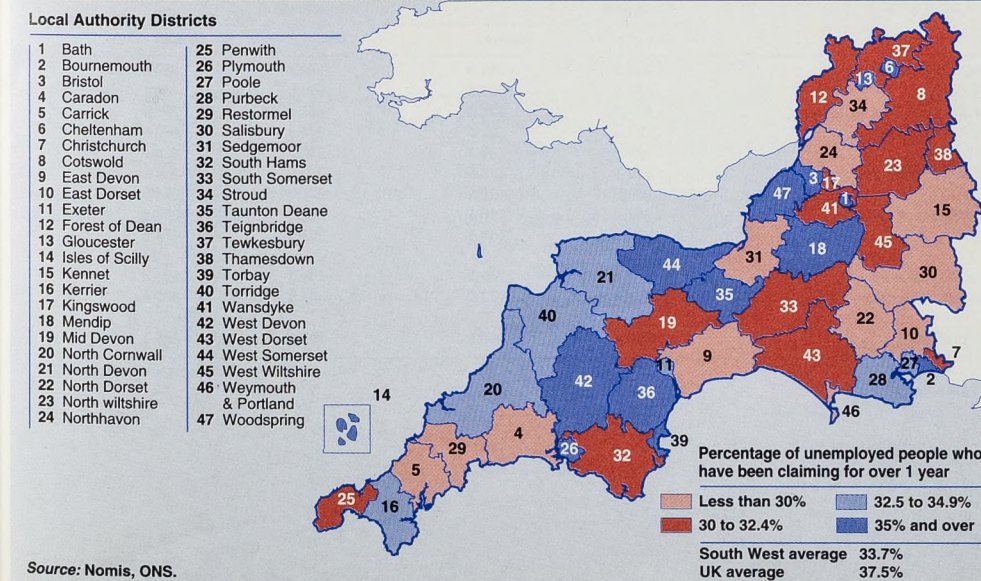 Local Authority Districts
1 Bath
2 Bournemouth
3 Bristol
4 Caradon
5 Carrick
6 Cheltenham
7 Christchurch
8 Cotswold
9 East Devon
10 East Dorset
11 Exeter
12 Forest of Dean
13 Gloucester
14 Isles of Scilly
15 Kennet
16 Kerrier
17 Kingswood
18 Mendip
19 Mid Devon
20 North Cornwall
21 North Devon
22 North Dorset
23 North wiltshire
24 Northhavon
25 Penwith
26 Plymouth
27 Poole
28 Purbeck
29 Restormel
30 Salisbury
31 Sedgemoor
32 South Hams
33 South Somerset
34 Stroud
35 Taunton Deane
36 Teignbridge
37 Tewkesbury
38 Thamesdown
39 Torbay
40 Torridge
41 Wansdyke
42 West Devon
43 West Dorset
44 West Somerset
45 West Wiltshire
46 Weymouth
& Portland
47 Woodspring
37
6
13
8
12
34
24
38
23
3
17
47
1
41
15
18
45
31
30
44
21
35
33
40
22
19
10
43
9
7
11
27
2
28
42
36
20
46
14
4
39
29
26
32
5
25
16
Percentage of unemployed people who
have been claiming for over 1 year
Less than 30%
32.5 to 34.9%
30 to 32.4%
35% and over
South West average 33.7%
UK average 37.5%
Source: Nomis, ONS.